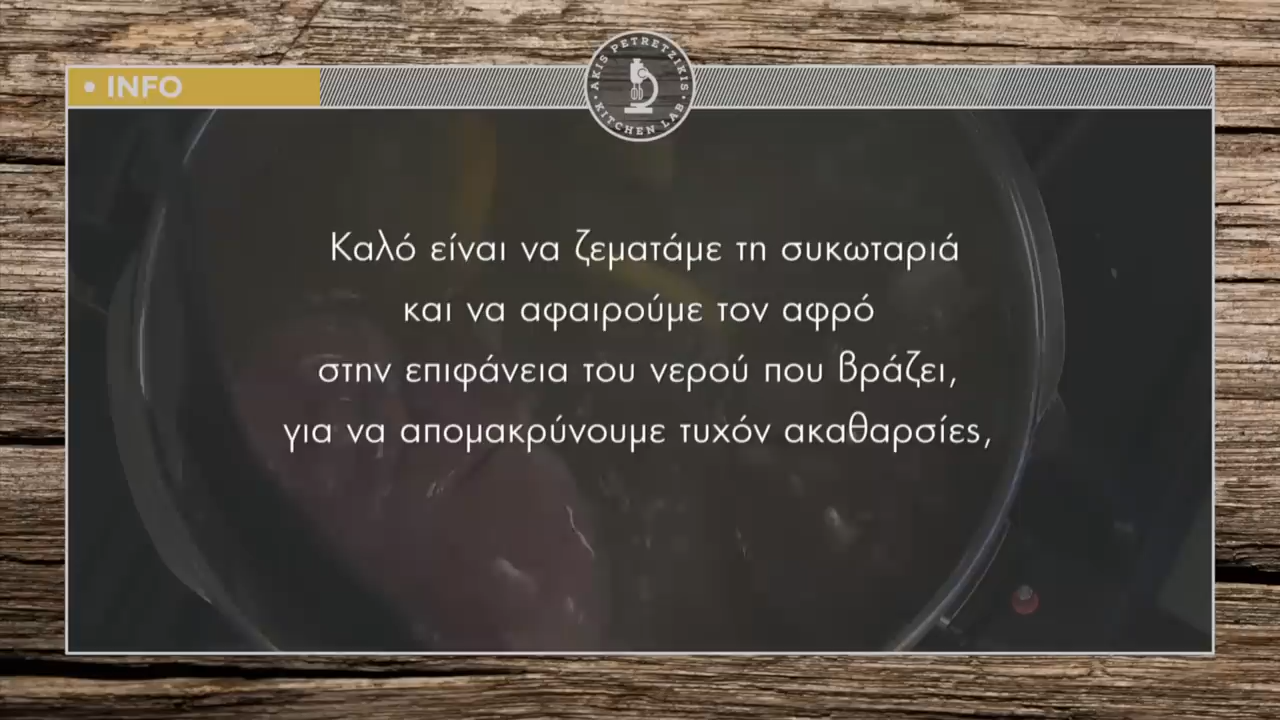 • INFO
AKIS PETRETZIKIS
• KITCHEN LAB •
Καλό είναι να ζεματάμε τη συκωταριά
και να αφαιρούμε τον αφρό
στην επιφάνεια του νερού που βράζει,
για να απομακρύνουμε τυχόν ακαθαρσίες,